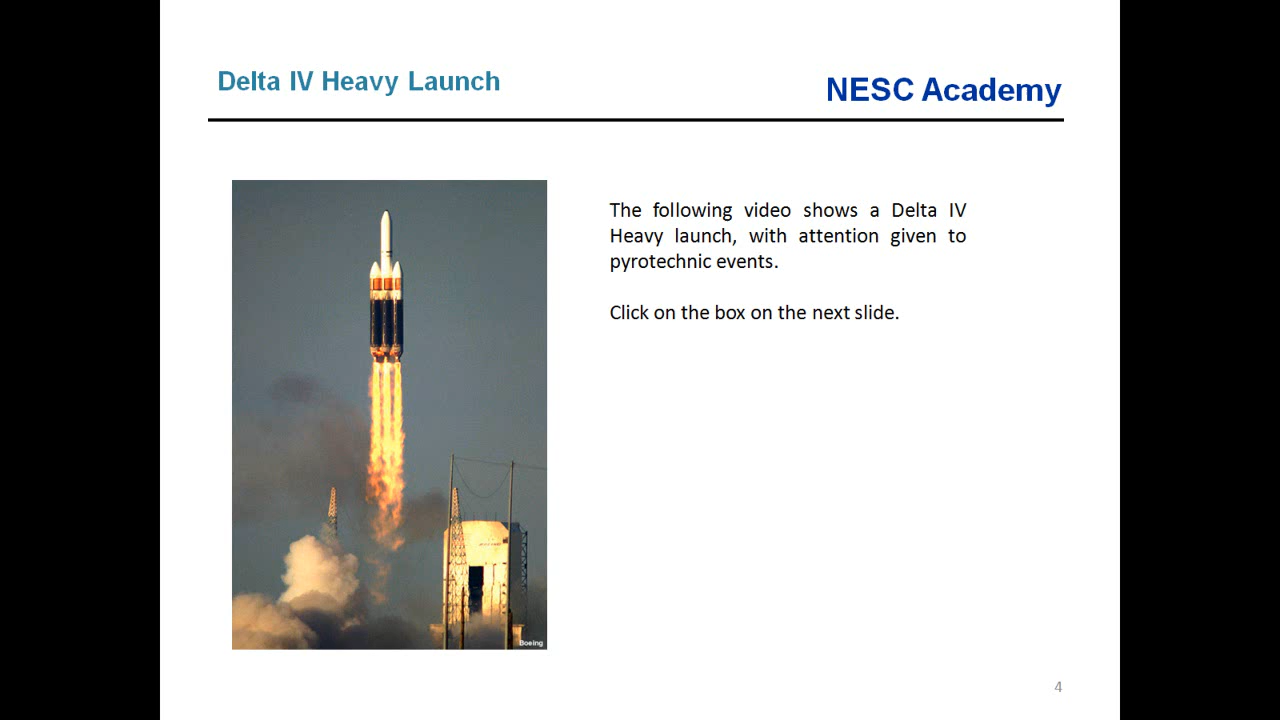 Delta IV Heavy Launch
NESC Academy
The following video shows a Delta IV
Heavy launch, with attention given to
pyrotechnic events.
Click on the box on the next slide.
Boeing
4